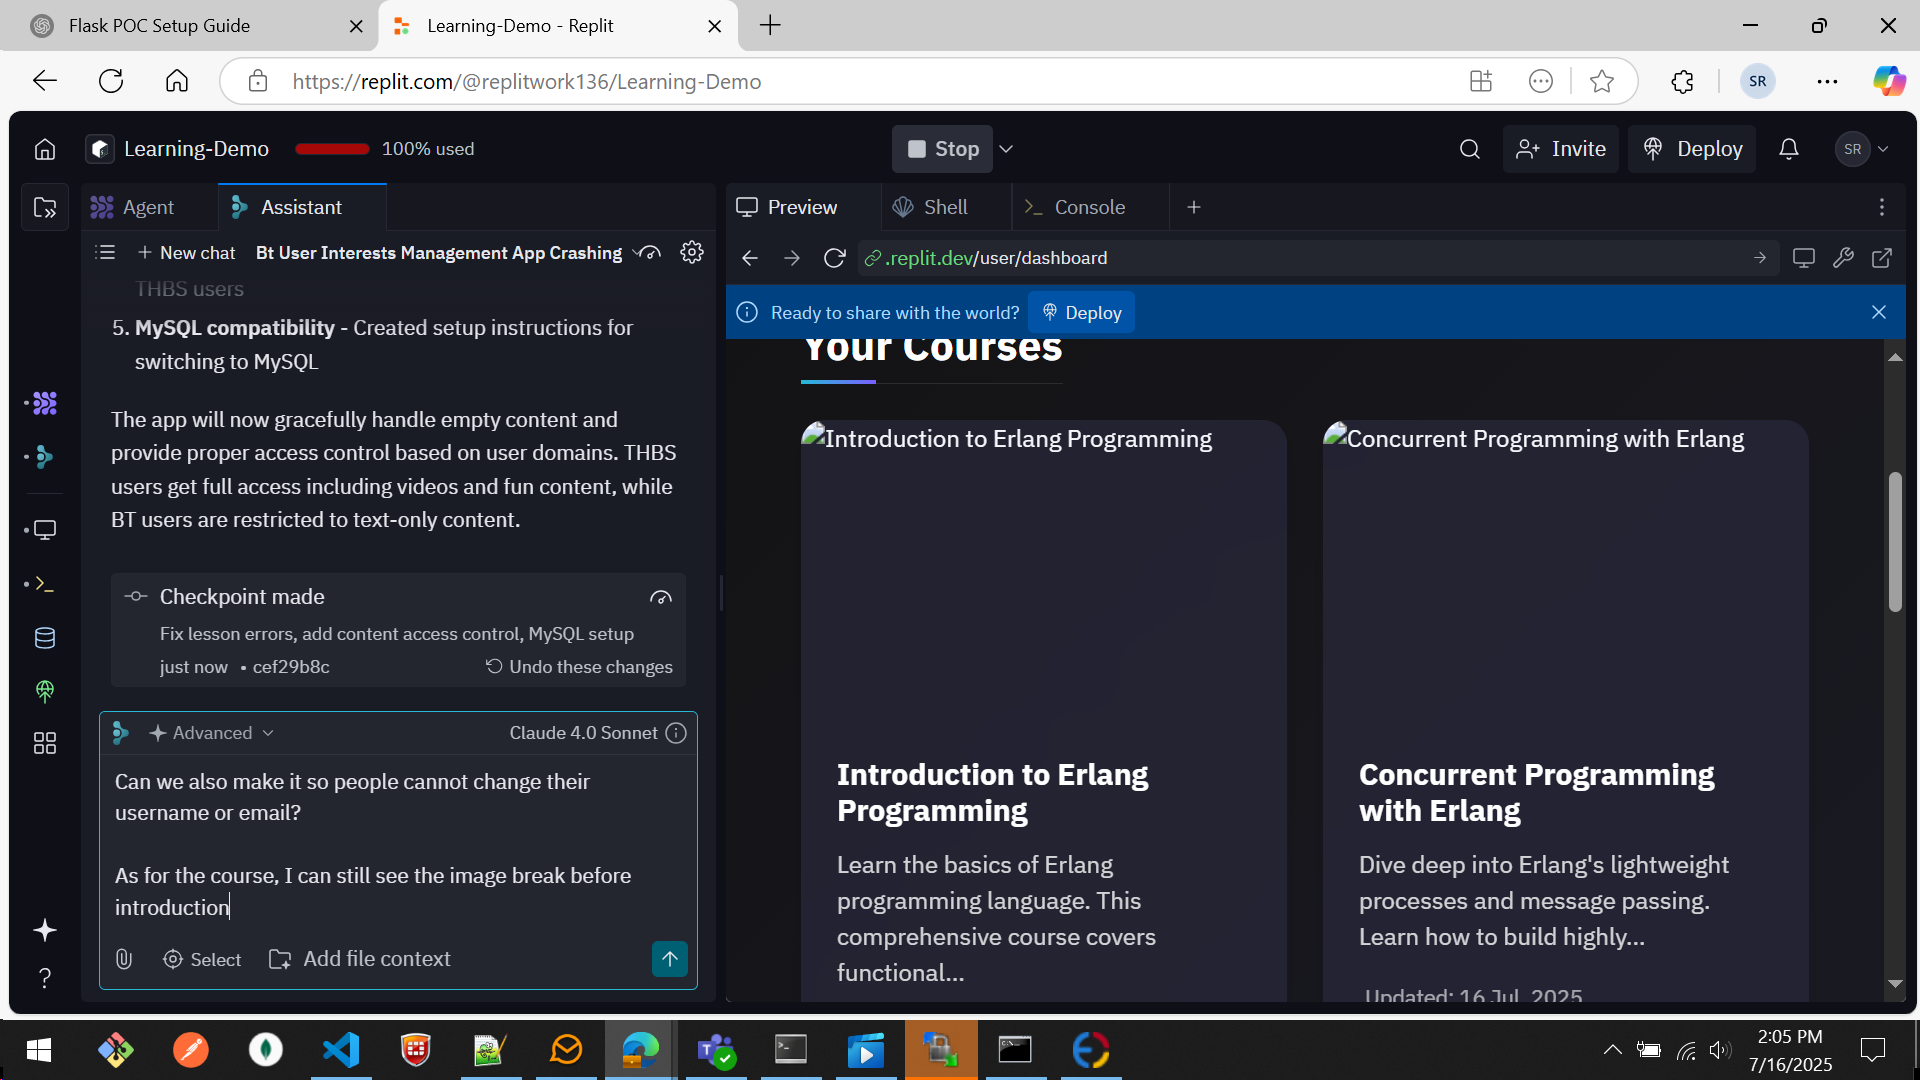 Flask POC Setup Guide
Learning-Demo - Replit
https://replit.com/@replitwork136/Learning-Demo
SR
Learning-Demo
100% used
Stop
Invite
Deploy
SR
Agent
Assistant
Preview
Shell
Console
New chat
Bt User Interests Management App Crashing
.replit.dev/user/dashboard
THBS users
5. MySQL compatibility - Created setup instructions for
switching to MySQL
The app will now gracefully handle empty content and
provide proper access control based on user domains. THBS
users get full access including videos and fun content, while
BT users are restricted to text-only content.
Checkpoint made
Fix lesson errors, add content access control, MySQL setup
just now • cef29b8c
Undo these changes
Advanced
Claude 4.0 Sonnet
Can we also make it so people cannot change their
username or email?
As for the course, I can still see the image break before
introduction
Select
Add file context
Ready to share with the world?
Deploy
Your Courses
Introduction to Erlang Programming
Introduction to Erlang
Programming
Learn the basics of Erlang
programming language. This
comprehensive course covers
functional...
Concurrent Programming with Erlang
Concurrent Programming
with Erlang
Dive deep into Erlang's lightweight
processes and message passing.
Learn how to build highly...
Updated: 16 Jul, 2025
2:05 PM
7/16/2025